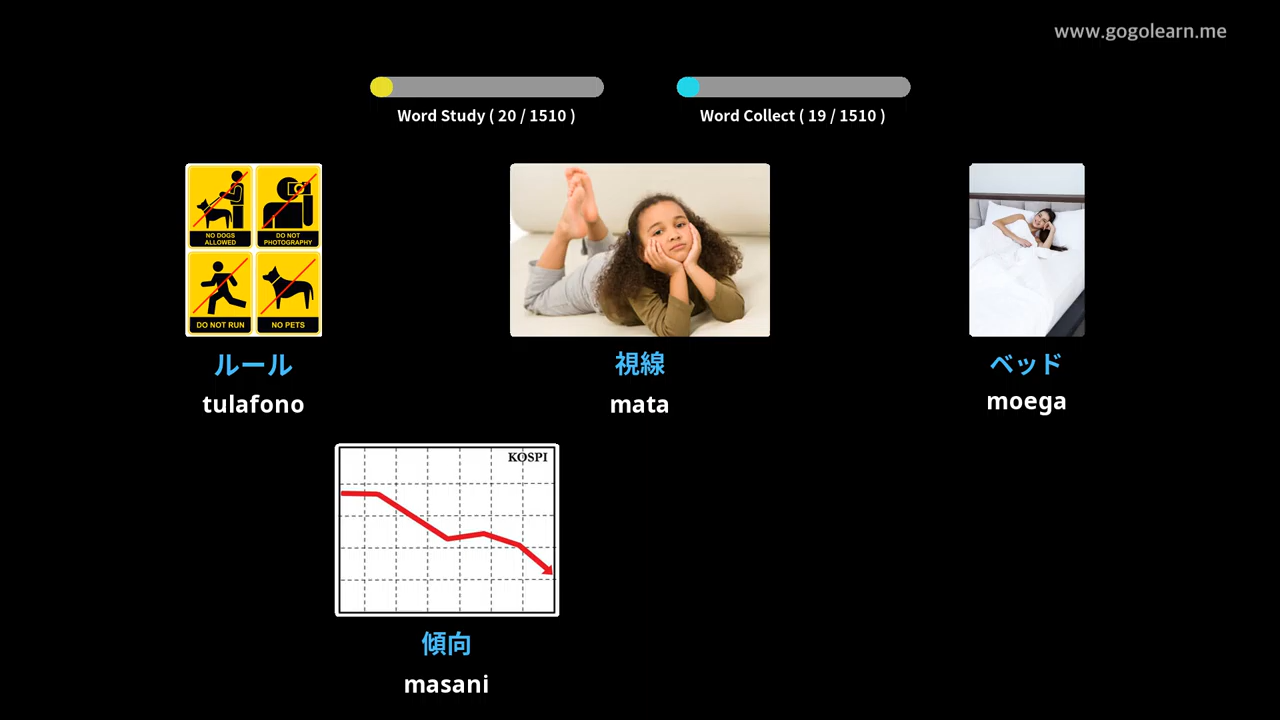 www.gogolearn.me
Word Study ( 20 / 1510 )
Word Collect ( 19 / 1510 )
NO DOGS
ALLOWED
DO NOT
PHOTOGRAPHY
DO NOT RUN
NO PETS
ルール
tulafono
視線
mata
ベッド
moega
KOSPI
傾向
masani